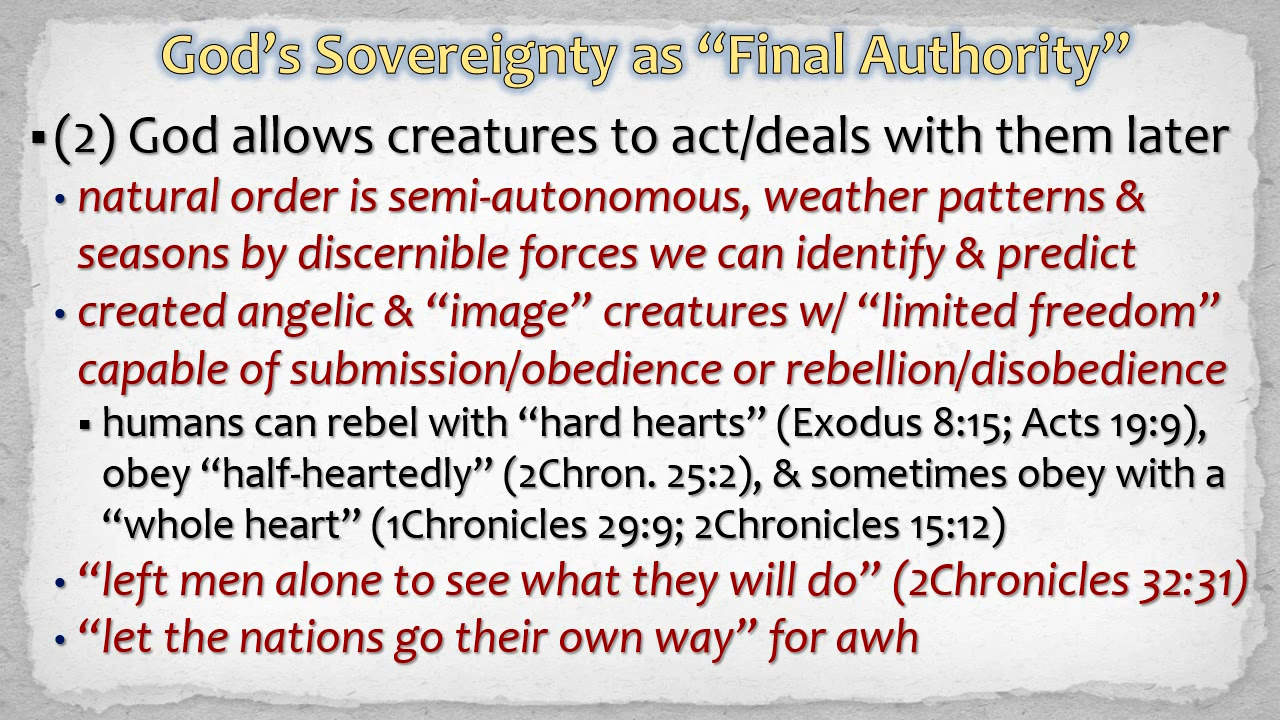 God’s Sovereignty as “Final Authority”
▪ (2) God allows creatures to act/deals with them later
• natural order is semi-autonomous, weather patterns &
seasons by discernible forces we can identify & predict
• created angelic & “image” creatures w/ “limited freedom”
capable of submission/obedience or rebellion/disobedience
▪ humans can rebel with “hard hearts” (Exodus 8:15; Acts 19:9),
obey “half-heartedly” (2Chron. 25:2), & sometimes obey with a
“whole heart” (1Chronicles 29:9; 2Chronicles 15:12)
• “left men alone to see what they will do” (2Chronicles 32:31)
• “let the nations go their own way” for awh